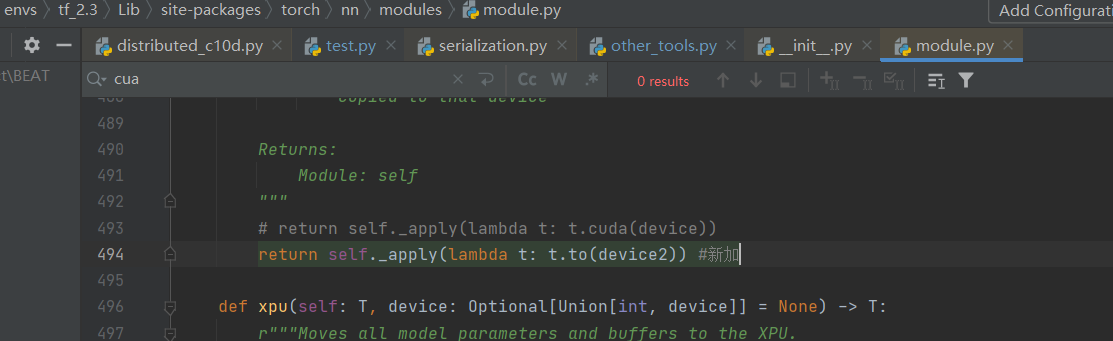 envs tf_2.3 Lib site-packages torch nn modules module.py Add Configurati
distributed_c10d.py test.py serialization.py other_tools.py __init__.py module.py
t\BEAT
cua Cc W .* 0 results
copied to that device
489
490 Returns:
491 Module: self
492 """
493 # return self._apply(lambda t: t.cuda(device))
494 return self._apply(lambda t: t.to(device2)) #新加
495
496 def xpu(self: T, device: Optional[Union[int, device]] = None) -> T:
497 r"""Moves all model parameters and buffers to the XPU.